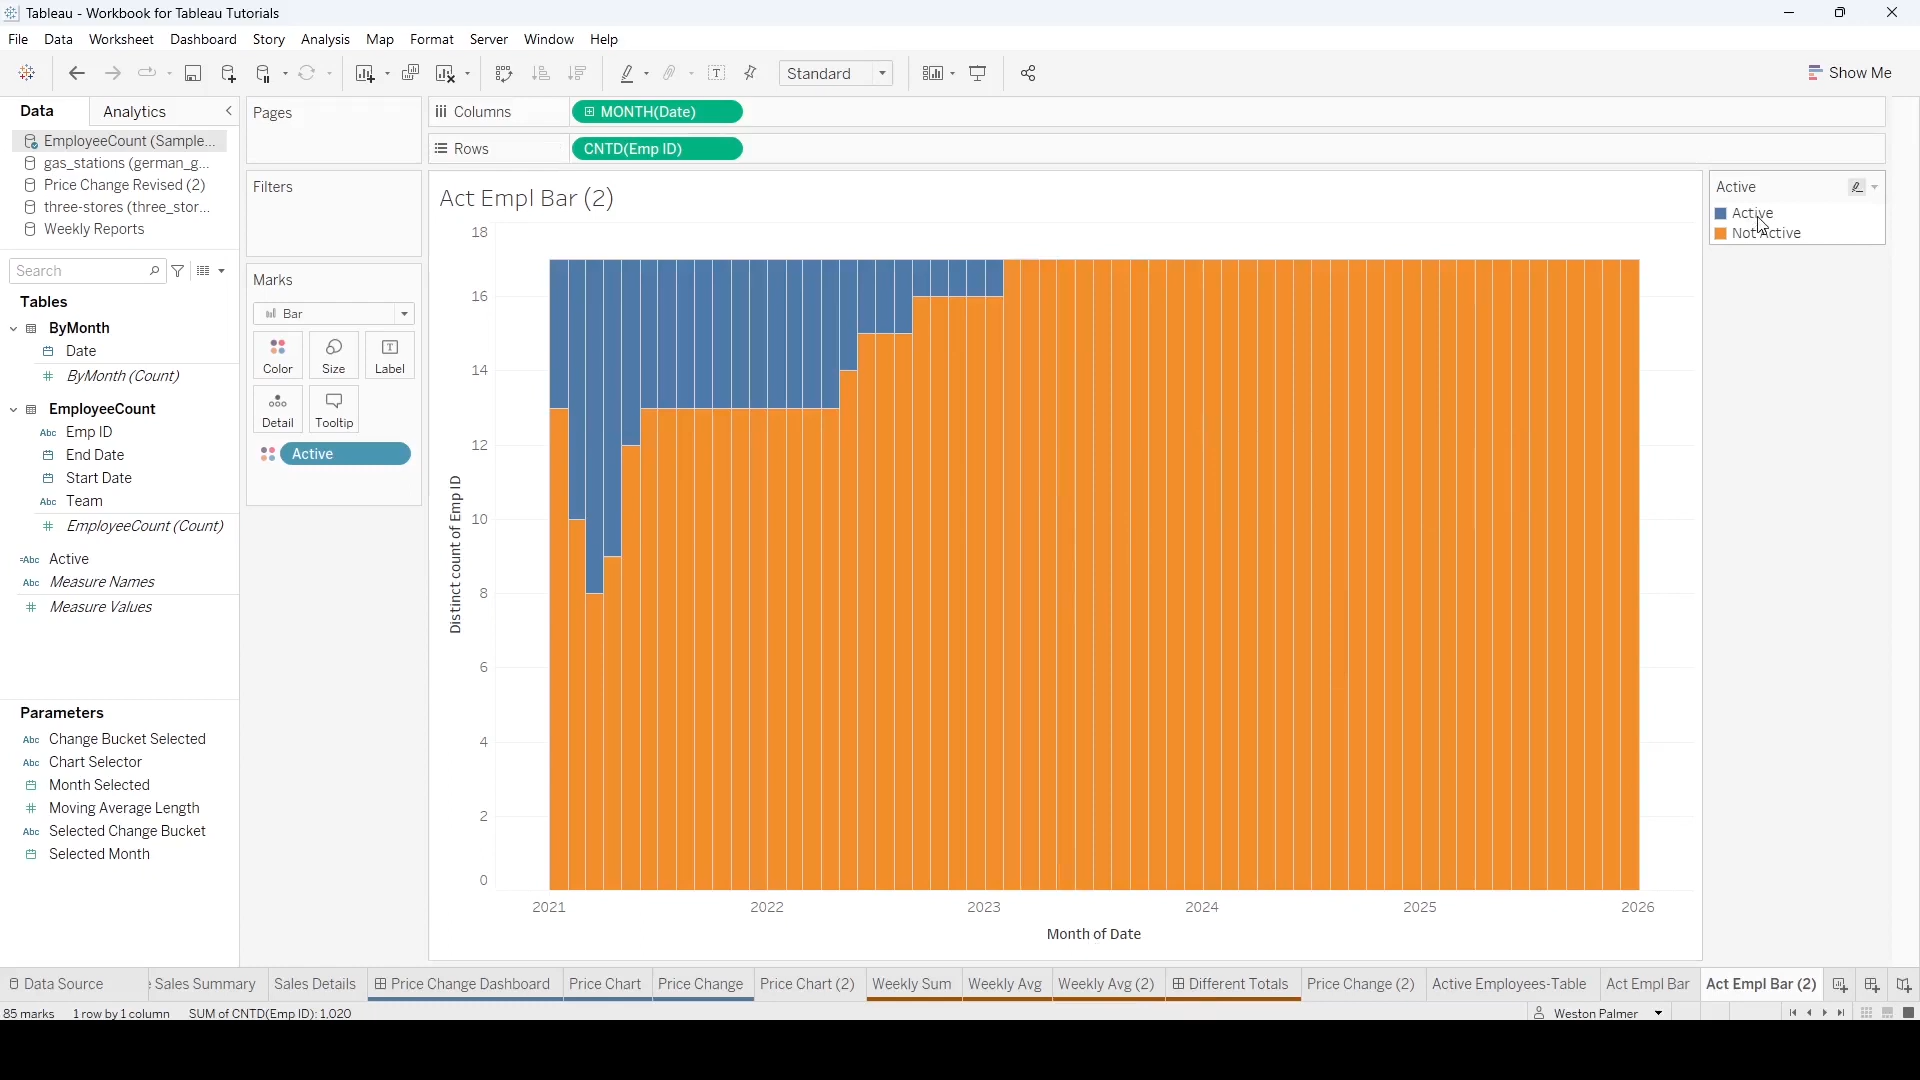 Tableau - Workbook for Tableau Tutorials
File Data Worksheet Dashboard Story Analysis Map Format Server Window Help
Standard
Show Me
Data Analytics
EmployeeCount (Sample...
gas_stations (german_g...
Price Change Revised (2)
three-stores (three_stor...
Weekly Reports
Search
Tables
ByMonth
Date
ByMonth (Count)
EmployeeCount
Abc Emp ID
End Date
Start Date
Abc Team
EmployeeCount (Count)
=Abc Active
Abc Measure Names
Measure Values
Parameters
Abc Change Bucket Selected
Abc Chart Selector
Month Selected
Moving Average Length
Abc Selected Change Bucket
Selected Month
Pages
Filters
Marks
Bar
Color Size Label
Detail Tooltip
Active
Columns MONTH(Date)
Rows CNTD(Emp ID)
Act Empl Bar (2)
18
16
14
12
10
8
6
4
2
0
Distinct count of Emp ID
2021 2022 2023 2024 2025 2026
Month of Date
Active
Active
Not Active
Data Source Sales Summary Sales Details Price Change Dashboard Price Chart Price Change Price Chart (2) Weekly Sum Weekly Avg Weekly Avg (2) Different Totals Price Change (2) Active Employees-Table Act Empl Bar Act Empl Bar (2)
85 marks 1 row by 1 column SUM of CNTD(Emp ID): 1,020
Weston Palmer